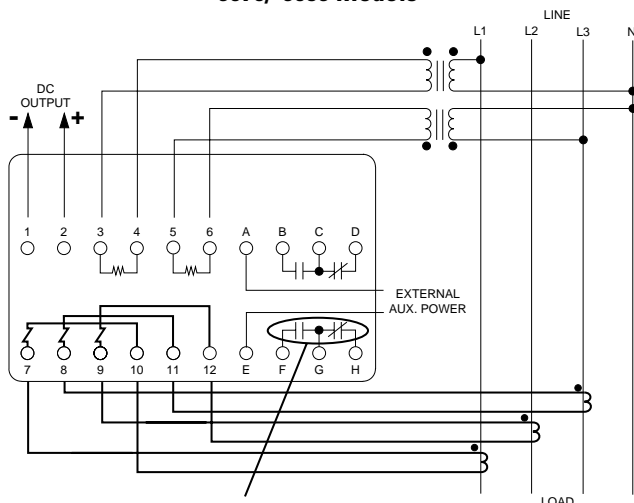 LINE
L1 L2 L3 N
DC
OUTPUT
- +
1 2 3 4 5 6 A B C D
EXTERNAL
AUX. POWER
7 8 9 10 11 12 E F G H
LOAD